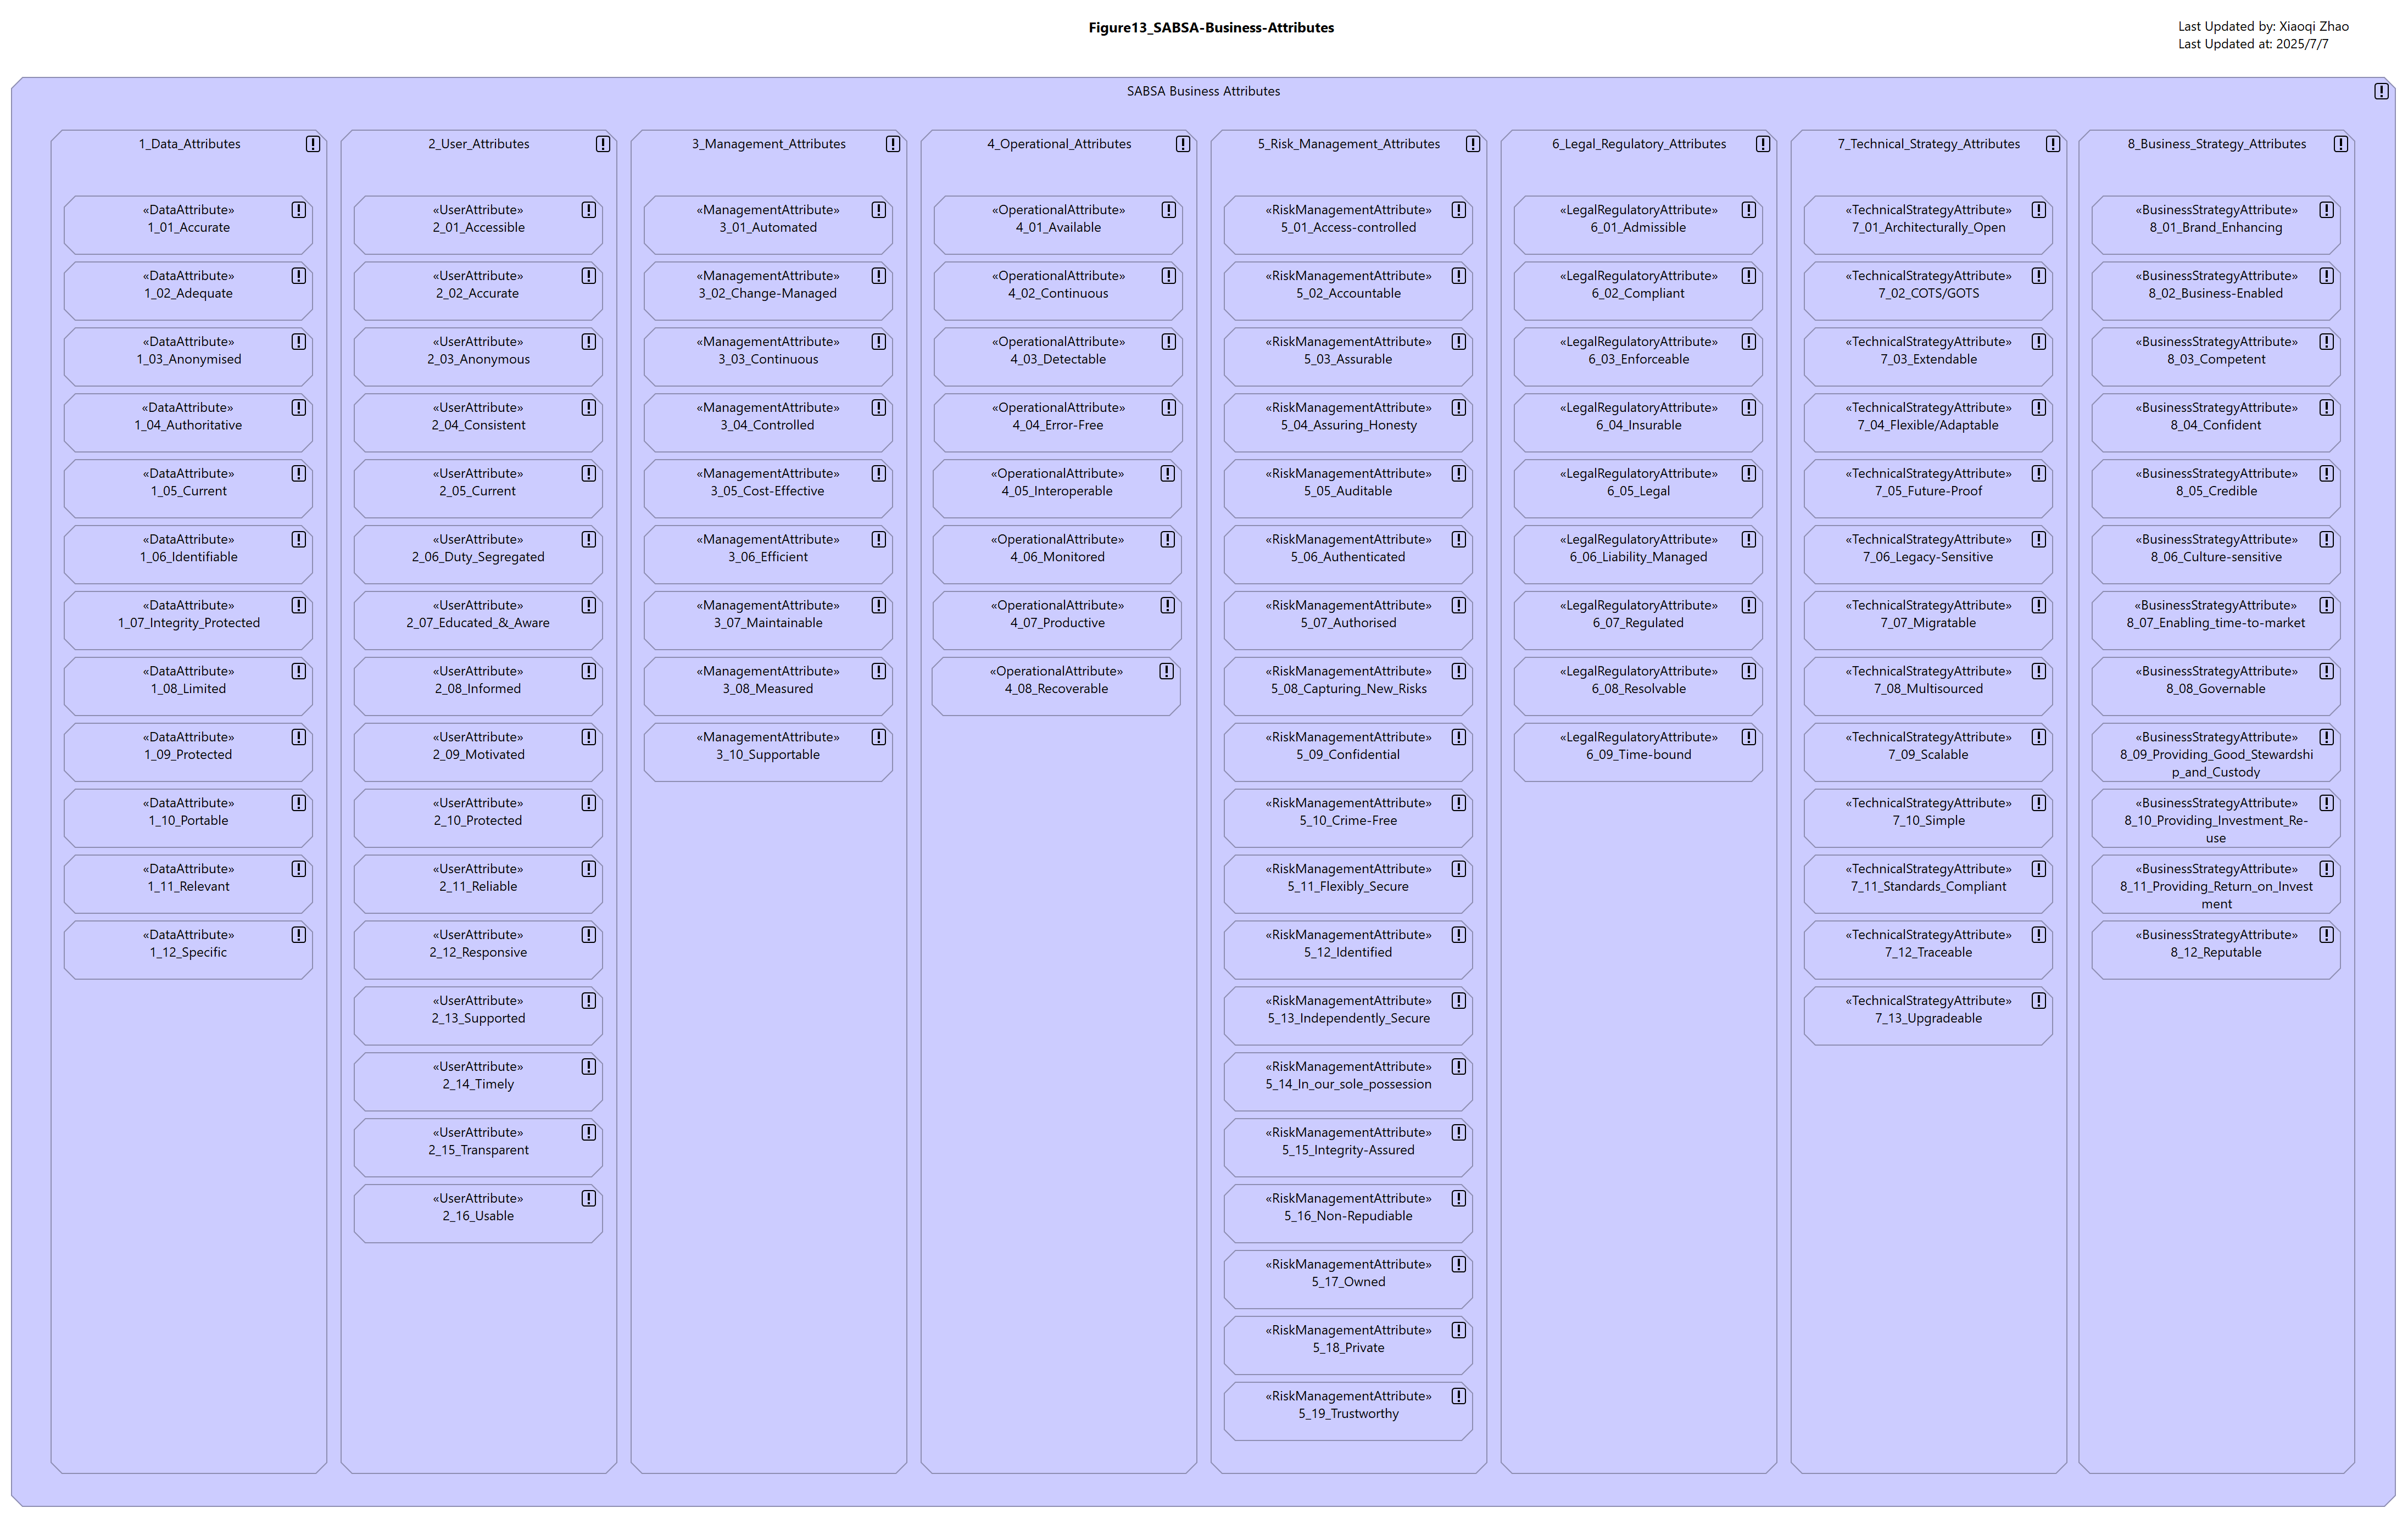 Figure13_SABSA-Business-Attributes
Last Updated by: Xiaoqi Zhao
Last Updated at: 2025/7/7
SABSA Business Attributes
1_Data_Attributes
«DataAttribute»
1_01_Accurate
«DataAttribute»
1_02_Adequate
«DataAttribute»
1_03_Anonymised
«DataAttribute»
1_04_Authoritative
«DataAttribute»
1_05_Current
«DataAttribute»
1_06_Identifiable
«DataAttribute»
1_07_Integrity_Protected
«DataAttribute»
1_08_Limited
«DataAttribute»
1_09_Protected
«DataAttribute»
1_10_Portable
«DataAttribute»
1_11_Relevant
«DataAttribute»
1_12_Specific
2_User_Attributes
«UserAttribute»
2_01_Accessible
«UserAttribute»
2_02_Accurate
«UserAttribute»
2_03_Anonymous
«UserAttribute»
2_04_Consistent
«UserAttribute»
2_05_Current
«UserAttribute»
2_06_Duty_Segregated
«UserAttribute»
2_07_Educated_&_Aware
«UserAttribute»
2_08_Informed
«UserAttribute»
2_09_Motivated
«UserAttribute»
2_10_Protected
«UserAttribute»
2_11_Reliable
«UserAttribute»
2_12_Responsive
«UserAttribute»
2_13_Supported
«UserAttribute»
2_14_Timely
«UserAttribute»
2_15_Transparent
«UserAttribute»
2_16_Usable
3_Management_Attributes
«ManagementAttribute»
3_01_Automated
«ManagementAttribute»
3_02_Change-Managed
«ManagementAttribute»
3_03_Continuous
«ManagementAttribute»
3_04_Controlled
«ManagementAttribute»
3_05_Cost-Effective
«ManagementAttribute»
3_06_Efficient
«ManagementAttribute»
3_07_Maintainable
«ManagementAttribute»
3_08_Measured
«ManagementAttribute»
3_10_Supportable
4_Operational_Attributes
«OperationalAttribute»
4_01_Available
«OperationalAttribute»
4_02_Continuous
«OperationalAttribute»
4_03_Detectable
«OperationalAttribute»
4_04_Error-Free
«OperationalAttribute»
4_05_Interoperable
«OperationalAttribute»
4_06_Monitored
«OperationalAttribute»
4_07_Productive
«OperationalAttribute»
4_08_Recoverable
5_Risk_Management_Attributes
«RiskManagementAttribute»
5_01_Access-controlled
«RiskManagementAttribute»
5_02_Accountable
«RiskManagementAttribute»
5_03_Assurable
«RiskManagementAttribute»
5_04_Assuring_Honesty
«RiskManagementAttribute»
5_05_Auditable
«RiskManagementAttribute»
5_06_Authenticated
«RiskManagementAttribute»
5_07_Authorised
«RiskManagementAttribute»
5_08_Capturing_New_Risks
«RiskManagementAttribute»
5_09_Confidential
«RiskManagementAttribute»
5_10_Crime-Free
«RiskManagementAttribute»
5_11_Flexibly_Secure
«RiskManagementAttribute»
5_12_Identified
«RiskManagementAttribute»
5_13_Independently_Secure
«RiskManagementAttribute»
5_14_In_our_sole_possession
«RiskManagementAttribute»
5_15_Integrity-Assured
«RiskManagementAttribute»
5_16_Non-Repudiable
«RiskManagementAttribute»
5_17_Owned
«RiskManagementAttribute»
5_18_Private
«RiskManagementAttribute»
5_19_Trustworthy
6_Legal_Regulatory_Attributes
«LegalRegulatoryAttribute»
6_01_Admissible
«LegalRegulatoryAttribute»
6_02_Compliant
«LegalRegulatoryAttribute»
6_03_Enforceable
«LegalRegulatoryAttribute»
6_04_Insurable
«LegalRegulatoryAttribute»
6_05_Legal
«LegalRegulatoryAttribute»
6_06_Liability_Managed
«LegalRegulatoryAttribute»
6_07_Regulated
«LegalRegulatoryAttribute»
6_08_Resolvable
«LegalRegulatoryAttribute»
6_09_Time-bound
7_Technical_Strategy_Attributes
«TechnicalStrategyAttribute»
7_01_Architecturally_Open
«TechnicalStrategyAttribute»
7_02_COTS/GOTS
«TechnicalStrategyAttribute»
7_03_Extendable
«TechnicalStrategyAttribute»
7_04_Flexible/Adaptable
«TechnicalStrategyAttribute»
7_05_Future-Proof
«TechnicalStrategyAttribute»
7_06_Legacy-Sensitive
«TechnicalStrategyAttribute»
7_07_Migratable
«TechnicalStrategyAttribute»
7_08_Multisourced
«TechnicalStrategyAttribute»
7_09_Scalable
«TechnicalStrategyAttribute»
7_10_Simple
«TechnicalStrategyAttribute»
7_11_Standards_Compliant
«TechnicalStrategyAttribute»
7_12_Traceable
«TechnicalStrategyAttribute»
7_13_Upgradeable
8_Business_Strategy_Attributes
«BusinessStrategyAttribute»
8_01_Brand_Enhancing
«BusinessStrategyAttribute»
8_02_Business-Enabled
«BusinessStrategyAttribute»
8_03_Competent
«BusinessStrategyAttribute»
8_04_Confident
«BusinessStrategyAttribute»
8_05_Credible
«BusinessStrategyAttribute»
8_06_Culture-sensitive
«BusinessStrategyAttribute»
8_07_Enabling_time-to-market
«BusinessStrategyAttribute»
8_08_Governable
«BusinessStrategyAttribute»
8_09_Providing_Good_Stewardshi
p_and_Custody
«BusinessStrategyAttribute»
8_10_Providing_Investment_Re-
use
«BusinessStrategyAttribute»
8_11_Providing_Return_on_Invest
ment
«BusinessStrategyAttribute»
8_12_Reputable